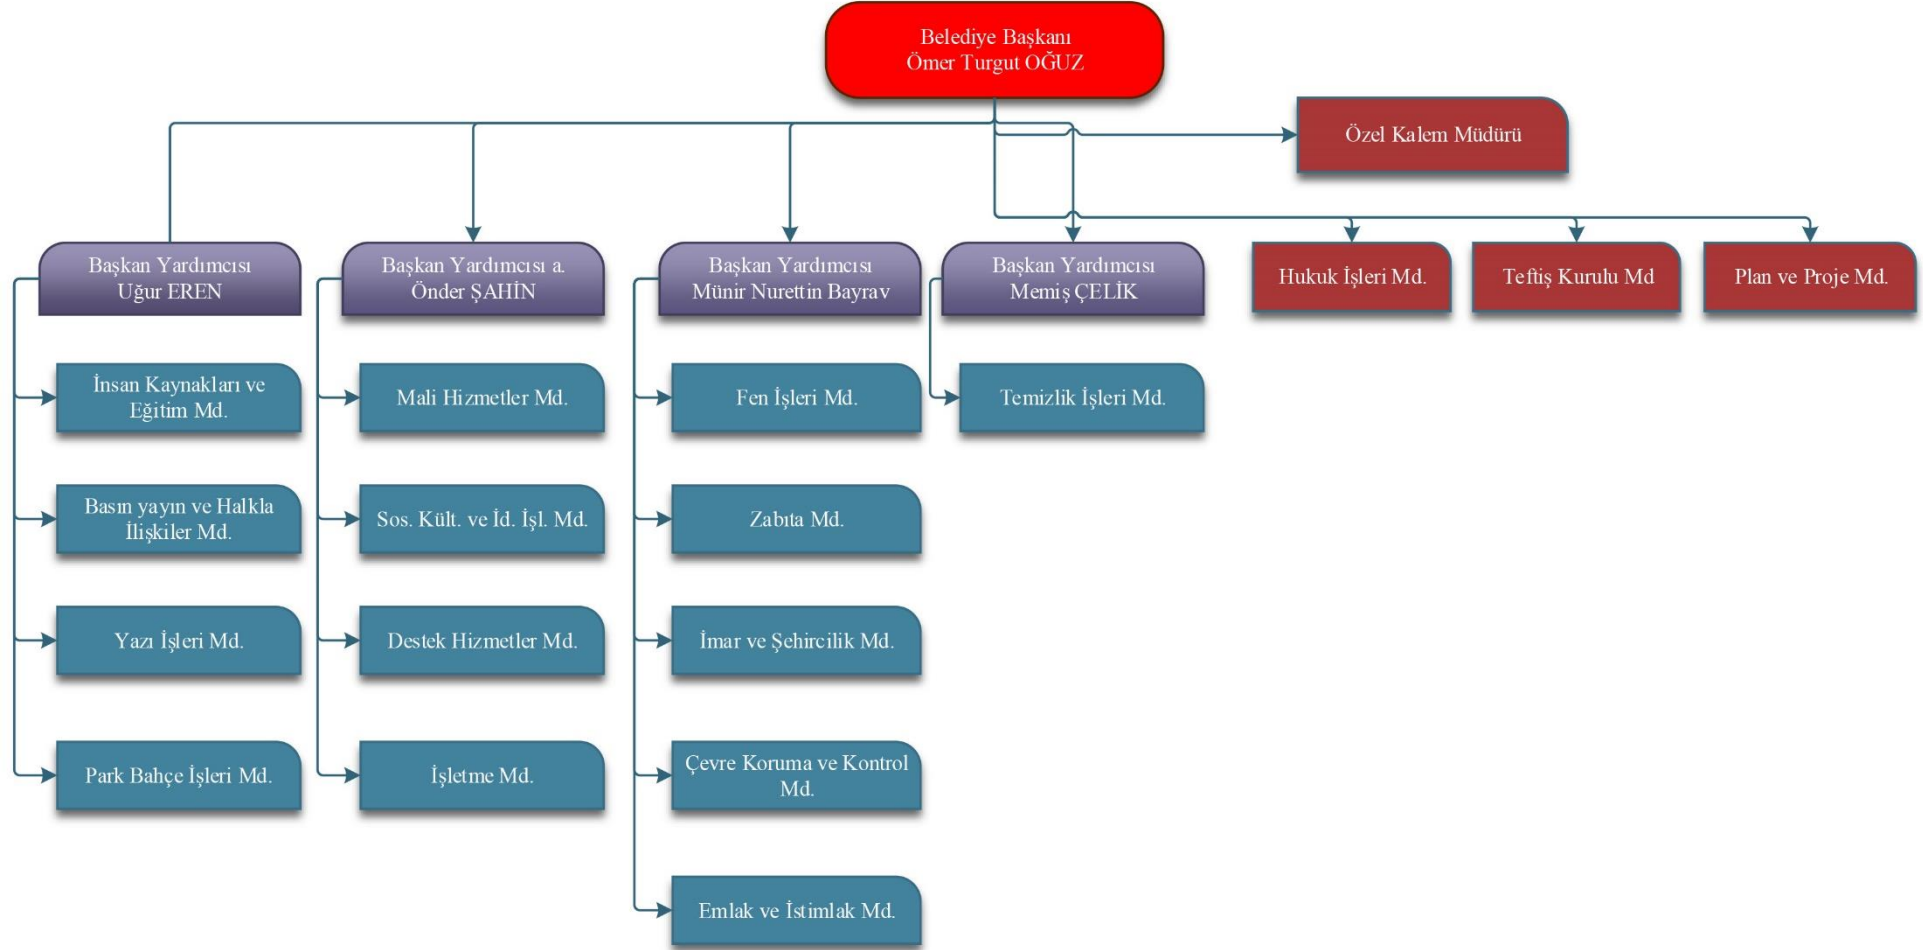 Belediye Başkanı
Ömer Turgut OĞUZ
Özel Kalem Müdürü
Başkan Yardımcısı
Uğur EREN
Başkan Yardımcısı a.
Önder ŞAHİN
Başkan Yardımcısı
Münir Nurettin Bayrav
Başkan Yardımcısı
Memiş ÇELİK
Hukuk İşleri Md.
Teftiş Kurulu Md
Plan ve Proje Md.
İnsan Kaynakları ve
Eğitim Md.
Mali Hizmetler Md.
Fen İşleri Md.
Temizlik İşleri Md.
Basın yayın ve Halkla
İlişkiler Md.
Sos. Kült. ve İd. İşl. Md.
Zabıta Md.
Yazı İşleri Md.
Destek Hizmetler Md.
İmar ve Şehircilik Md.
Park Bahçe İşleri Md.
İşletme Md.
Çevre Koruma ve Kontrol
Md.
Emlak ve İstimlak Md.